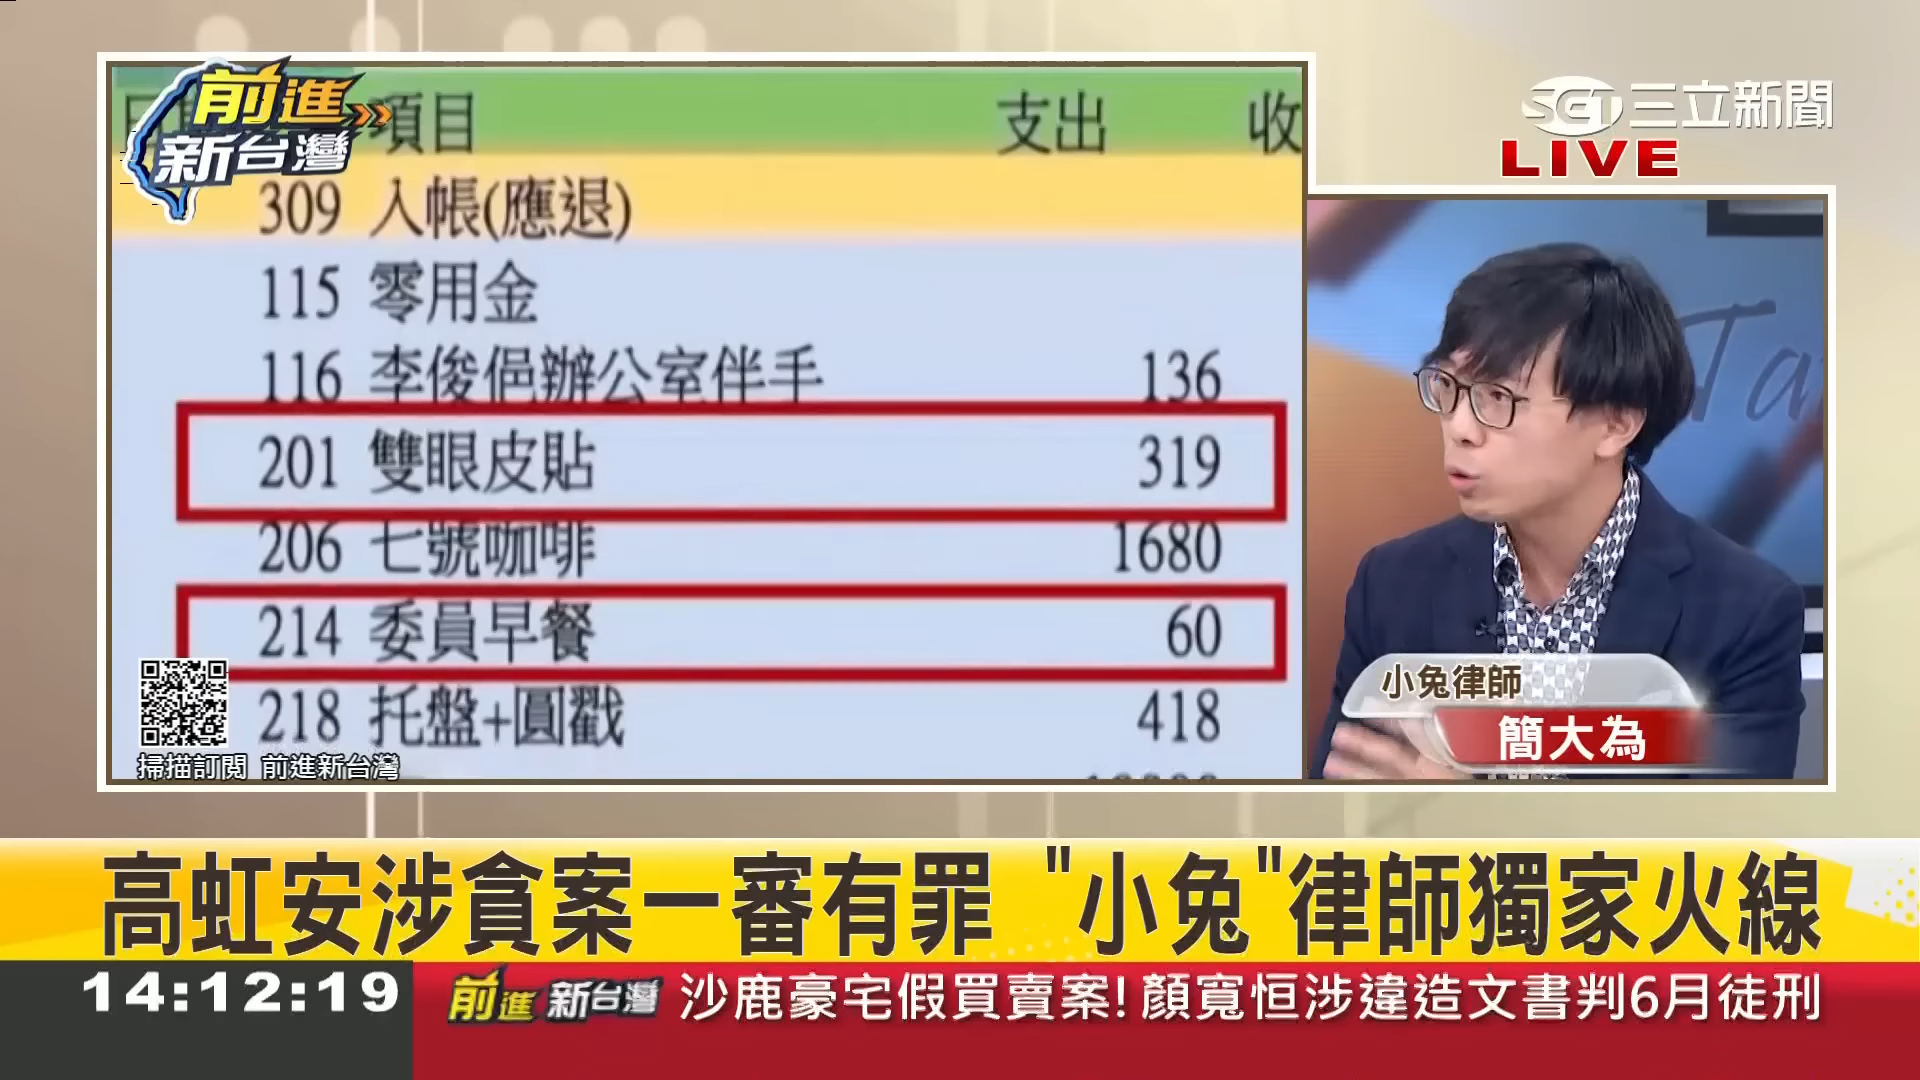 前進
新台灣
項目 支出 收
309 入帳(應退)
115 零用金
116 李俊俋辦公室伴手 136
201 雙眼皮貼 319
206 七號咖啡 1680
214 委員早餐 60
218 托盤+圓戳 418
掃描訂閱 前進新台灣
SET三立新聞
LIVE
Ta
小兔律師
簡大為
高虹安涉貪案一審有罪 "小兔"律師獨家火線
14:12:19 前進新台灣 沙鹿豪宅假買賣案!顏寬恒涉違造文書判6月徒刑